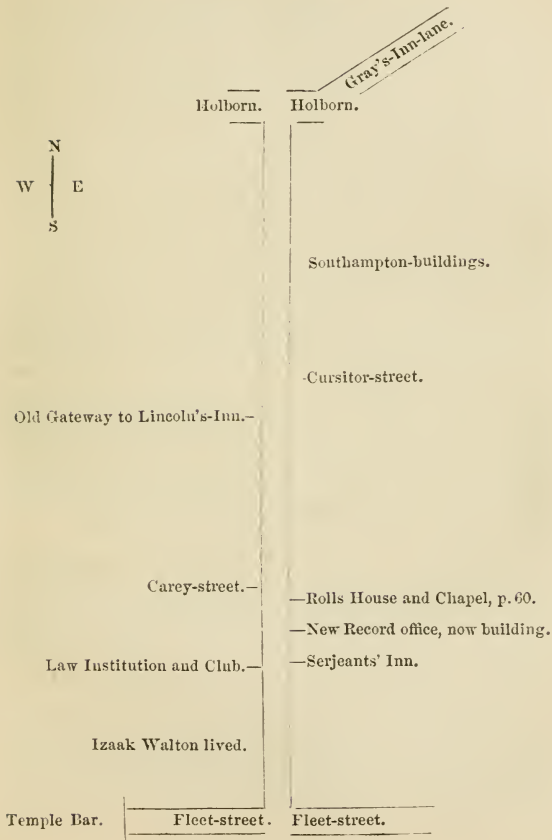 Gray's-Inn-lane.
Holborn. Holborn.
N
W E
S
Southampton-buildings.
-Cursitor-street.
Old Gateway to Lincoln's-Inn.–
Carey-street.–
—Rolls House and Chapel, p. 60.
—New Record office, now building.
Law Institution and Club.–
—Serjeants' Inn.
Izaak Walton lived.
Temple Bar. Fleet-street. Fleet-street.